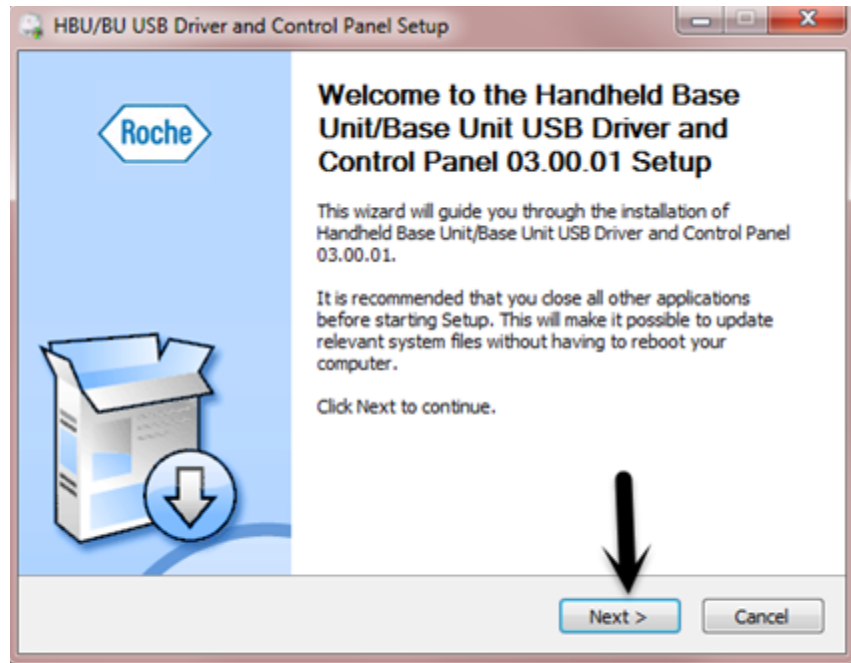 HBU/BU USB Driver and Control Panel Setup
Roche
Welcome to the Handheld Base
Unit/Base Unit USB Driver and
Control Panel 03.00.01 Setup
This wizard will guide you through the installation of
Handheld Base Unit/Base Unit USB Driver and Control Panel
03.00.01.
It is recommended that you close all other applications
before starting Setup. This will make it possible to update
relevant system files without having to reboot your
computer.
Click Next to continue.
Next >
Cancel